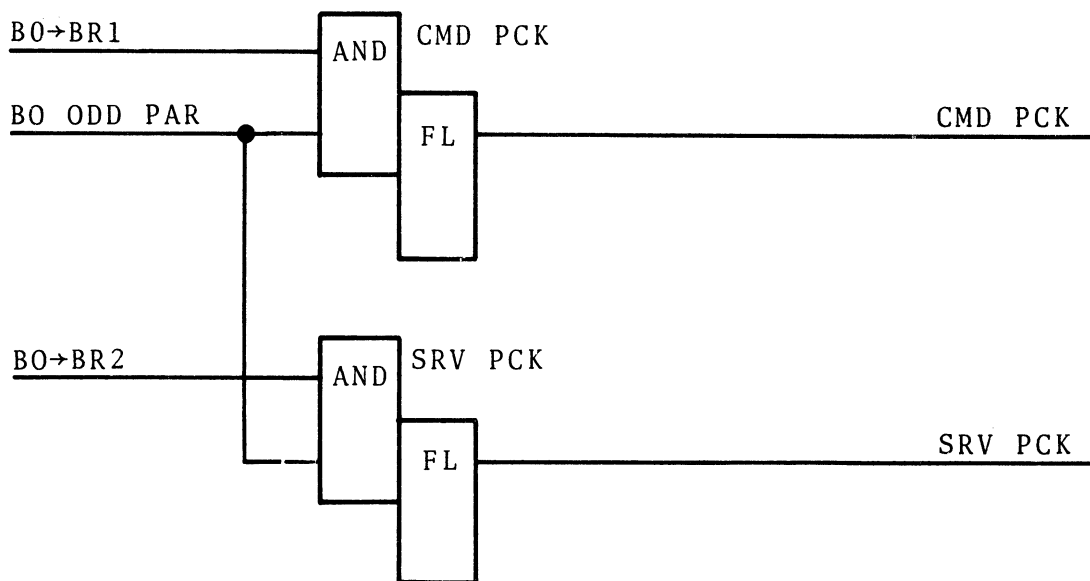 BO→BR1
AND
CMD PCK
BO ODD PAR
FL
CMD PCK
BO→BR2
AND
SRV PCK
FL
SRV PCK